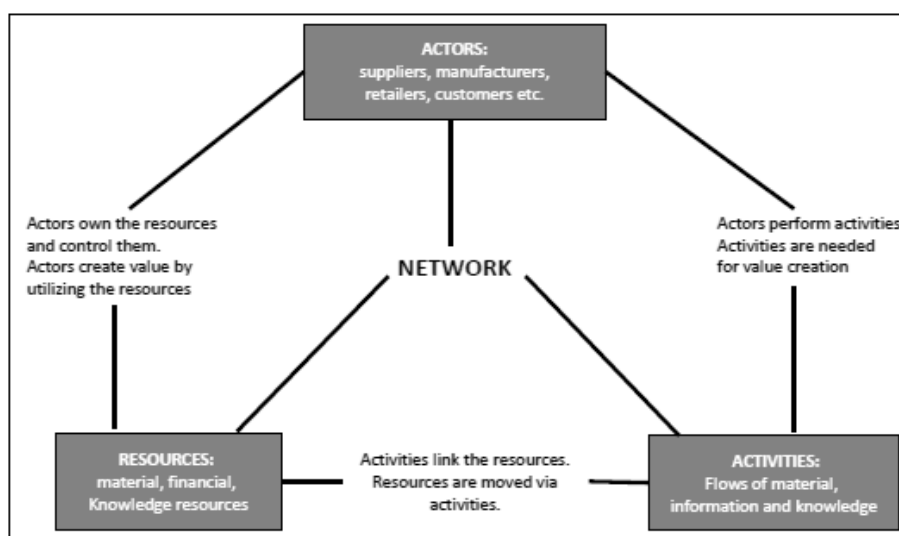 ACTORS:
suppliers, manufacturers,
retailers, customers etc.
Actors own the resources
and control them.
Actors create value by
utilizing the resources
Actors perform activities
Activities are needed
for value creation
NETWORK
RESOURCES:
material, financial,
Knowledge resources
Activities link the resources.
Resources are moved via
activities.
ACTIVITIES:
Flows of material,
information and knowledge